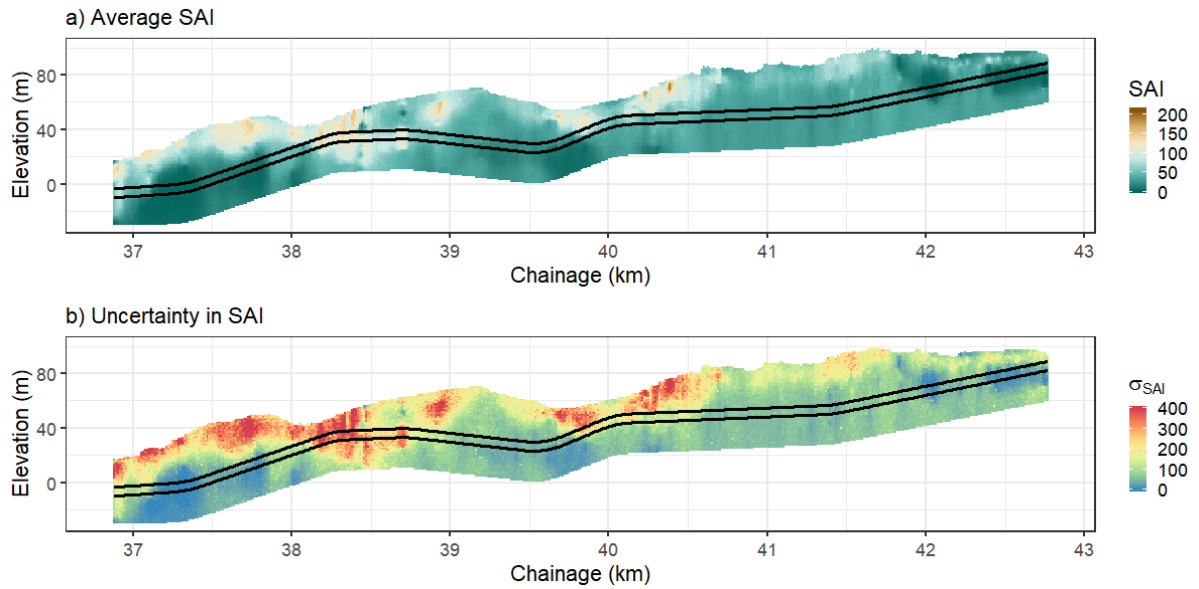 a) Average SAI
Elevation (m)
80
40
0
37 38 39 40 41 42 43
Chainage (km)
SAI
200
150
100
50
0
b) Uncertainty in SAI
Elevation (m)
80
40
0
37 38 39 40 41 42 43
Chainage (km)
σSAI
400
300
200
100
0